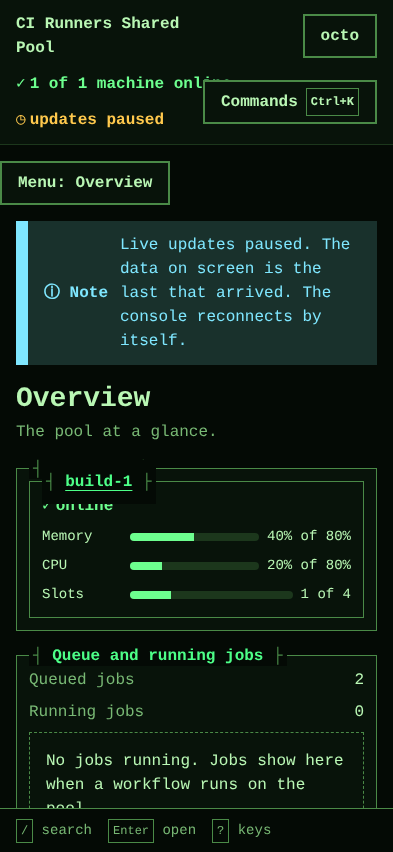 CI Runners Shared
Pool
octo
✓ 1 of 1 machine online
Commands Ctrl+K
◷ updates paused
Menu: Overview
ⓘ Note
Live updates paused. The
data on screen is the
last that arrived. The
console reconnects by
itself.
Overview
The pool at a glance.
build-1
✓ online
Memory 40% of 80%
CPU 20% of 80%
Slots 1 of 4
Queue and running jobs
Queued jobs 2
Running jobs 0
No jobs running. Jobs show here
when a workflow runs on the
pool
/ search Enter open ? keys